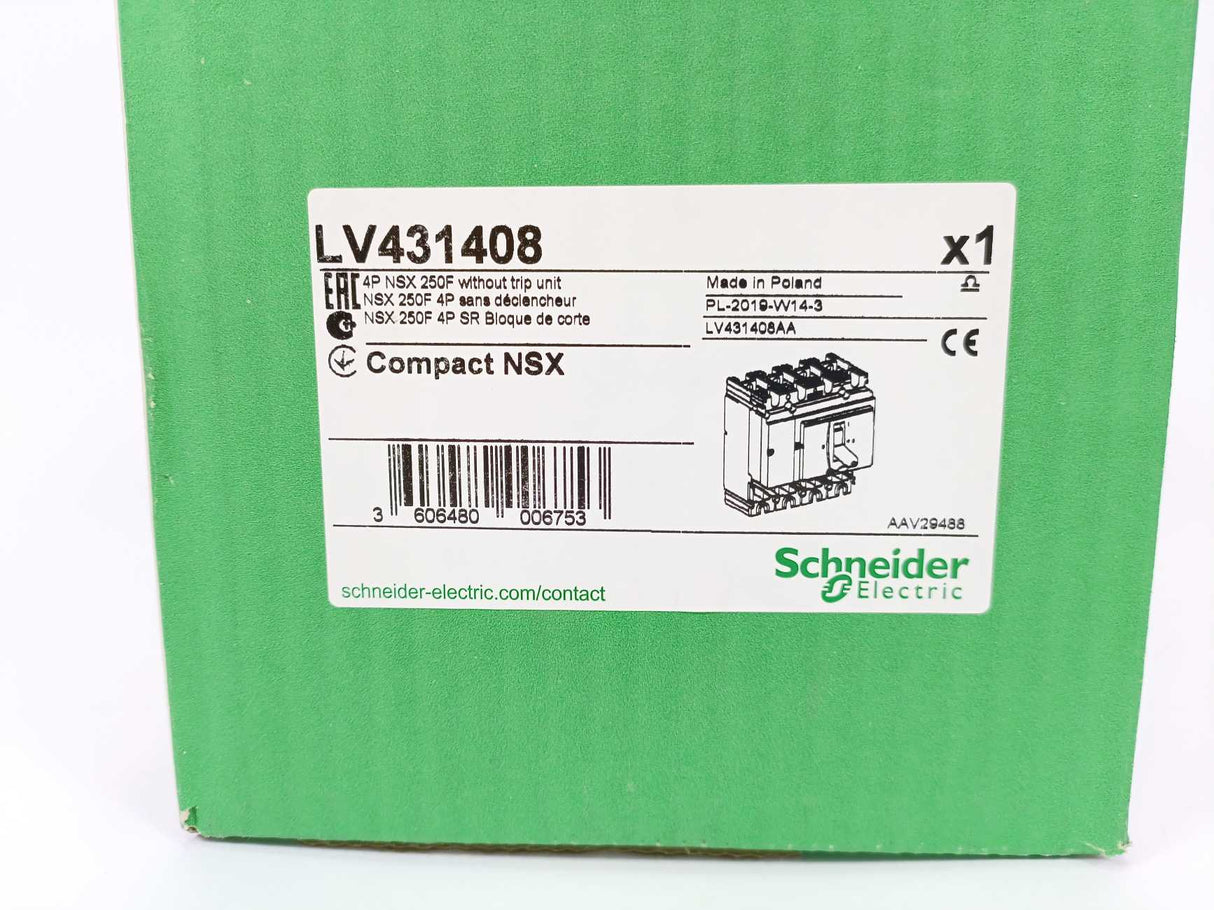 LV431408
x1
EAC
4P NSX 250F without trip unit
NSX 250F 4P sans déclencheur
NSX 250F 4P SR Bloque de corte
Made in Poland
PL-2019-W14-3
LV431408AA
CE
Compact NSX
3 606480 006753
AAV29488
schneider-electric.com/contact
Schneider
Electric